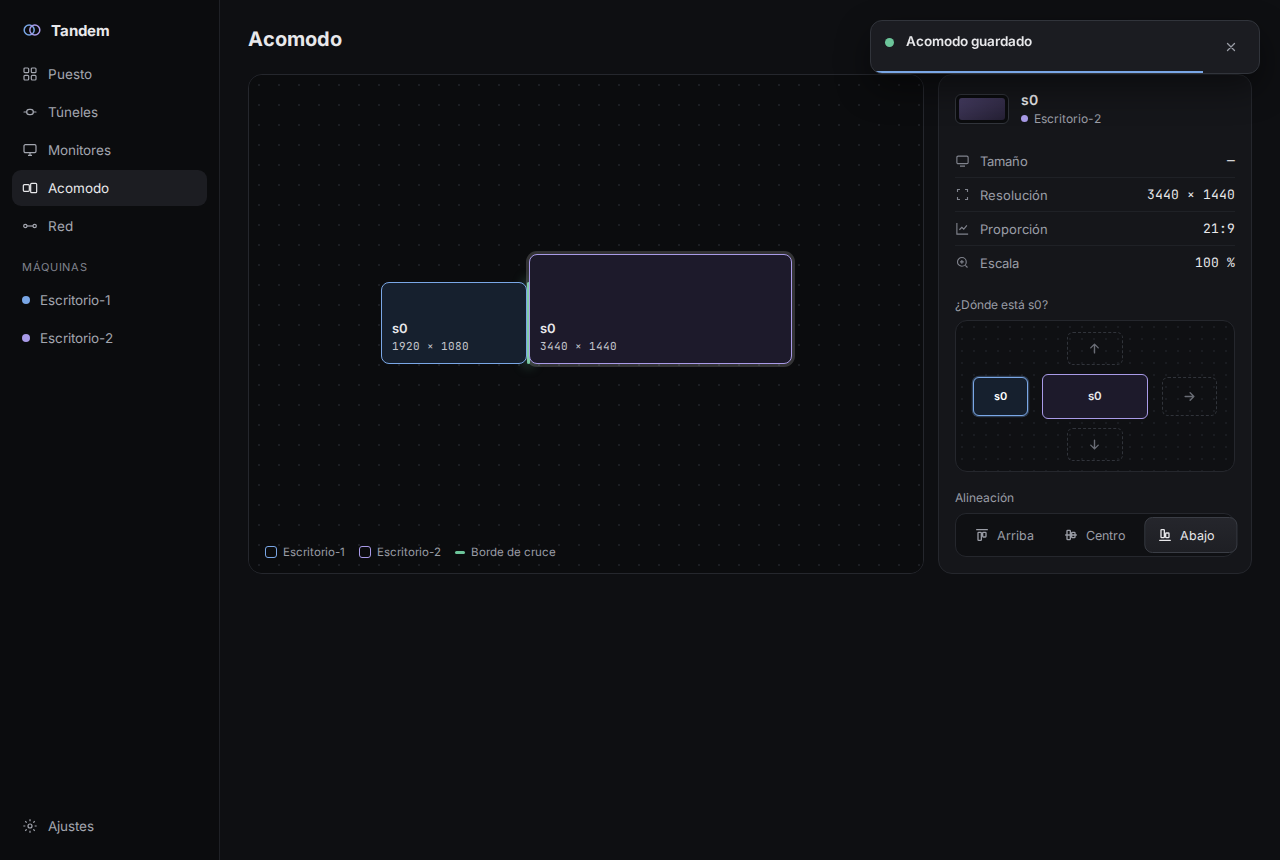 Tandem
Puesto
Túneles
Monitores
Acomodo
Red
MÁQUINAS
Escritorio-1
Escritorio-2
Ajustes
Acomodo
Acomodo guardado
s0
1920 × 1080
s0
3440 × 1440
Escritorio-1 Escritorio-2 Borde de cruce
s0
Escritorio-2
Tamaño —
Resolución 3440 × 1440
Proporción 21:9
Escala 100 %
¿Dónde está s0?
s0 s0
Alineación
Arriba Centro Abajo